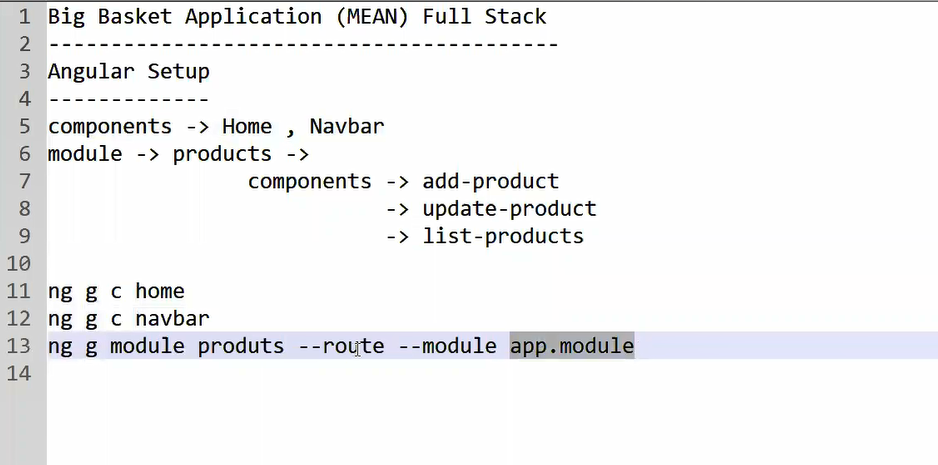 1 Big Basket Application (MEAN) Full Stack
2 -----------------------------------------
3 Angular Setup
4 -------------
5 components -> Home , Navbar
6 module -> products ->
7 components -> add-product
8 -> update-product
9 -> list-products
10
11 ng g c home
12 ng g c navbar
13 ng g module produts --route --module app.module
14